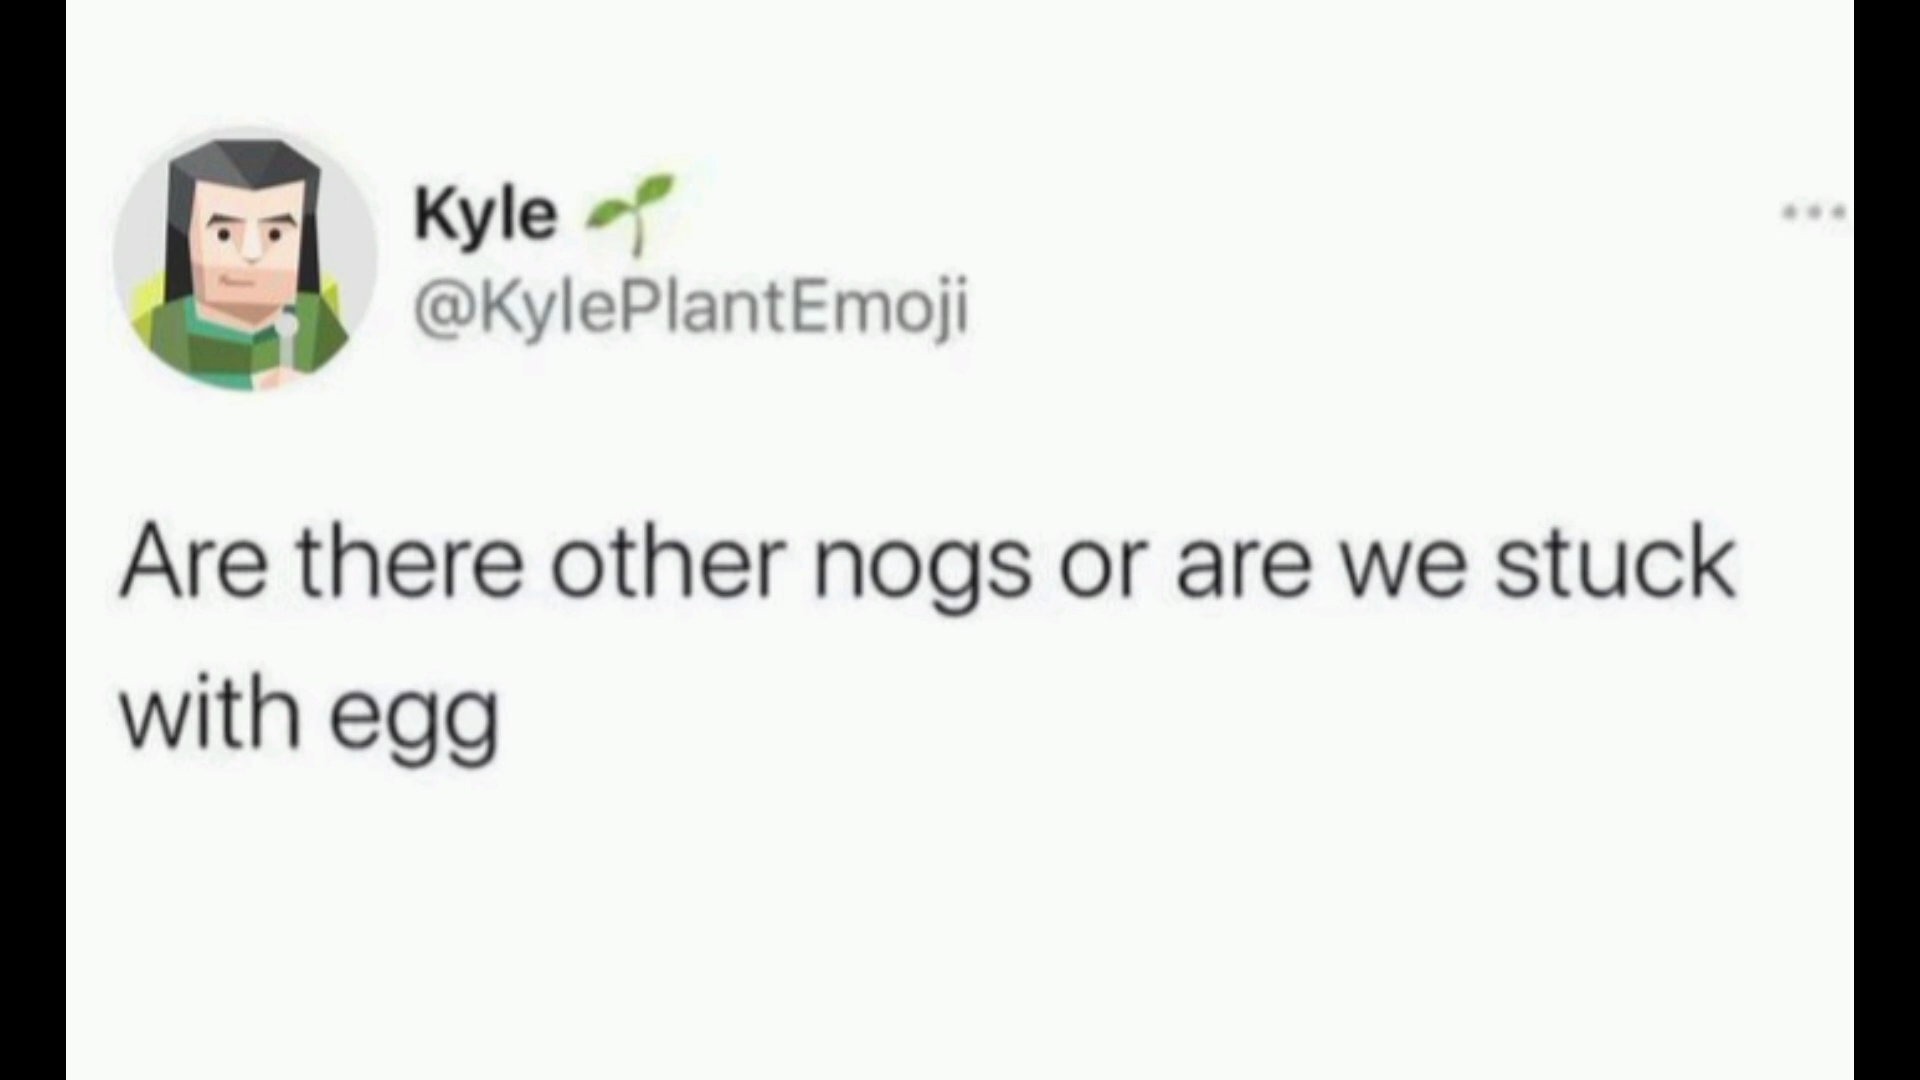 Kyle 🌱
@KylePlantEmoji
Are there other nogs or are we stuck
with egg